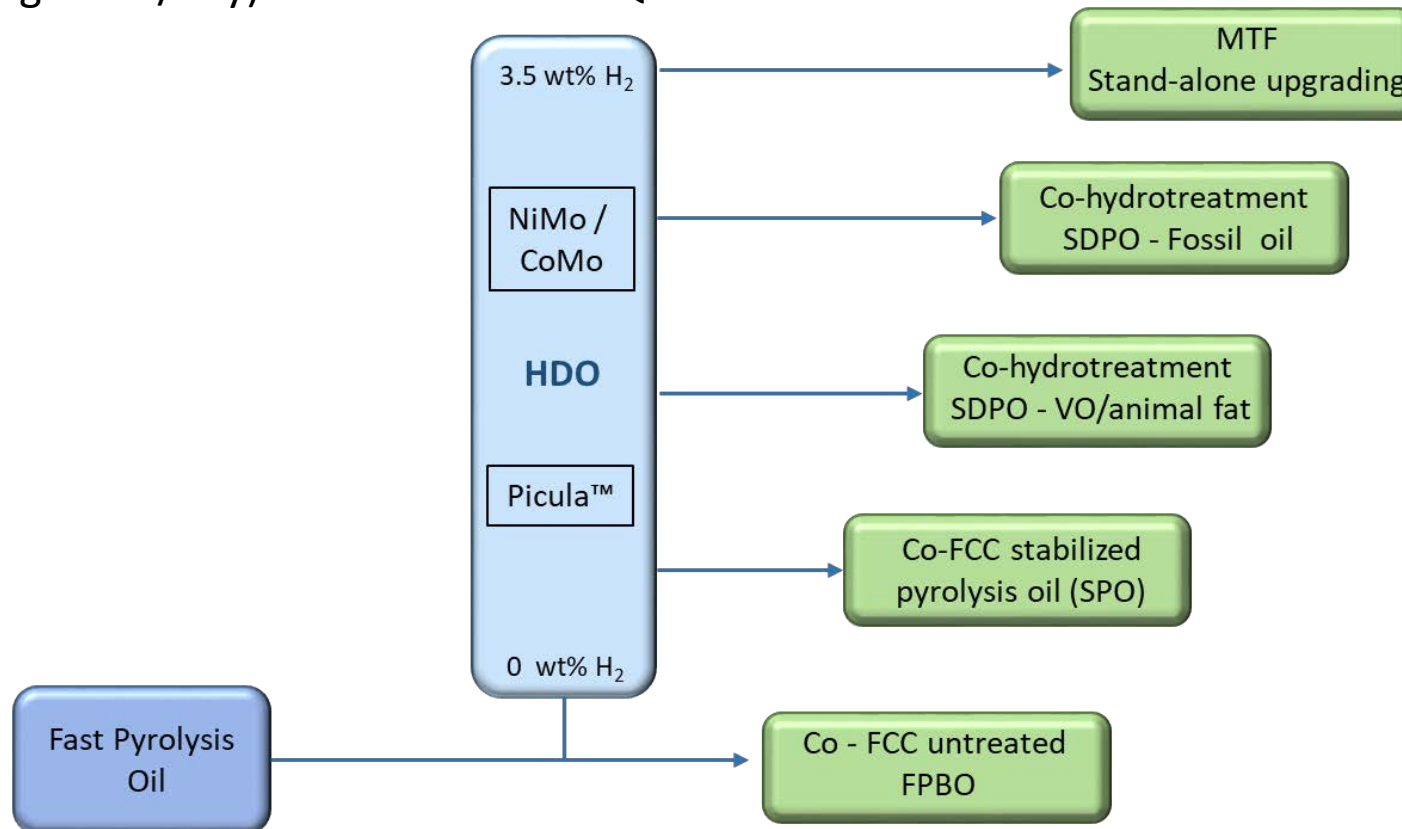 3.5 wt% H₂
MTF
Stand-alone upgrading
NiMo /
CoMo
Co-hydrotreatment
SDPO - Fossil oil
HDO
Co-hydrotreatment
SDPO - VO/animal fat
Picula™
Co-FCC stabilized
pyrolysis oil (SPO)
0 wt% H₂
Fast Pyrolysis
Oil
Co - FCC untreated
FPBO